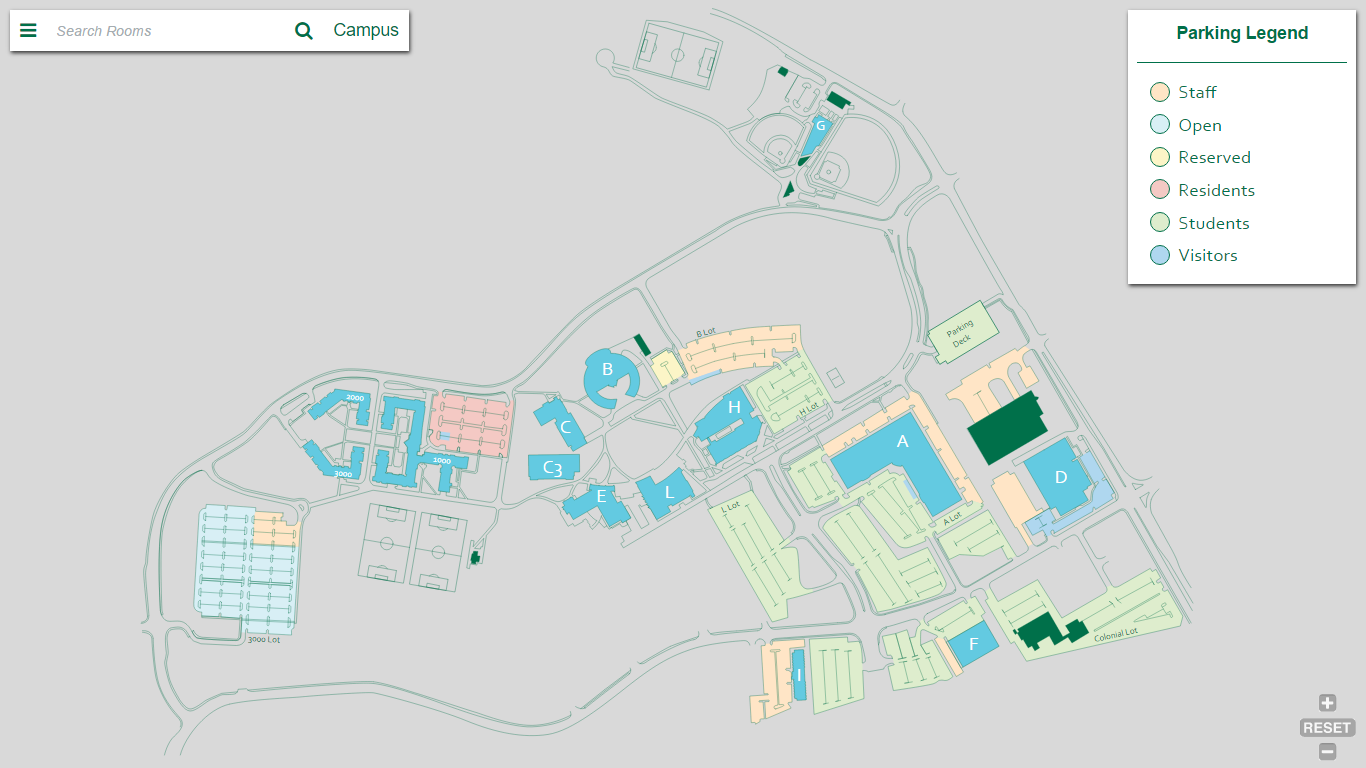 Search Rooms
Campus
Parking Legend
Staff
Open
Reserved
Residents
Students
Visitors
G
Parking
Deck
B Lot
B
H
H Lot
2000
C
A
1000
3000
C3
D
E
L
L Lot
A Lot
3000 Lot
Colonial Lot
F
I
RESET